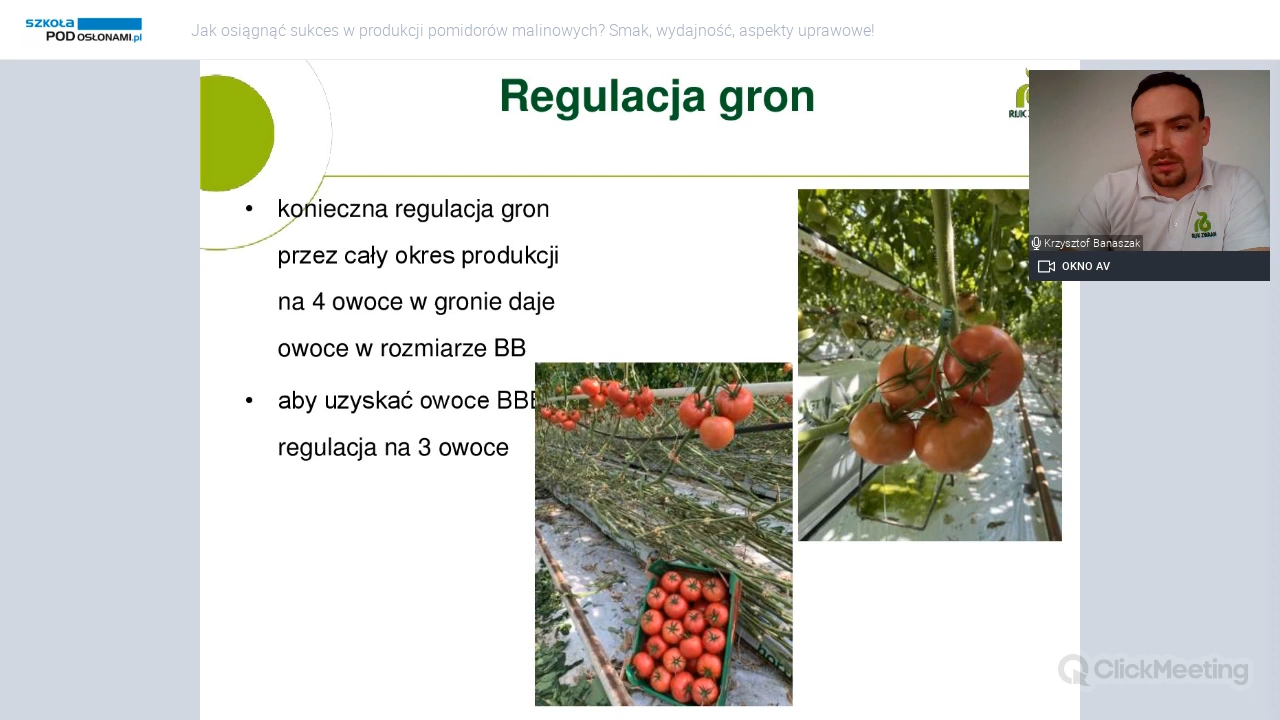 SZKOŁA
POD OSŁONAMI.pl
Jak osiągnąć sukces w produkcji pomidorów malinowych? Smak, wydajność, aspekty uprawowe!
Regulacja gron
konieczna regulacja gron
przez cały okres produkcji
na 4 owoce w gronie daje
owoce w rozmiarze BB
aby uzyskać owoce BBB
regulacja na 3 owoce
RIJK ZWAAN
Krzysztof Banaszak
OKNO AV
ClickMeeting